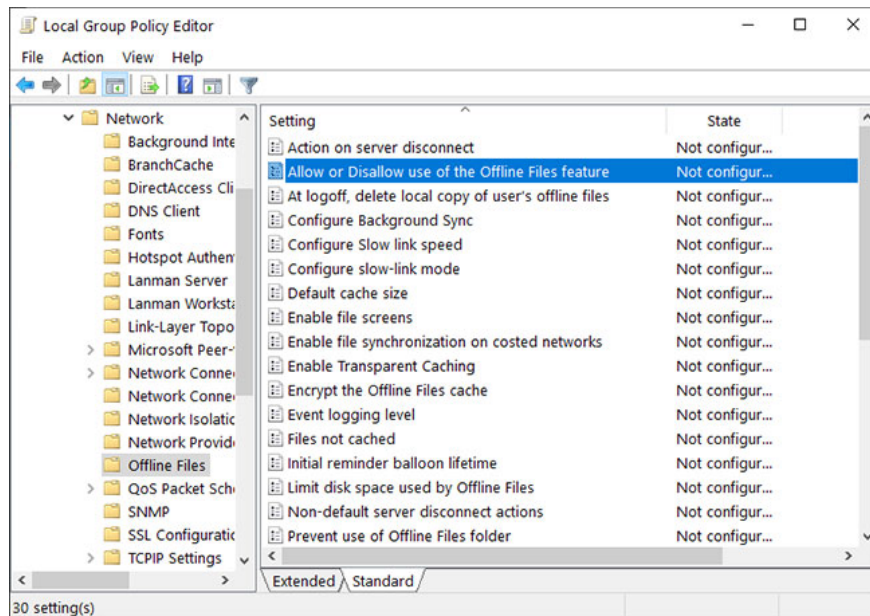 Local Group Policy Editor
File Action View Help
Network
Background Inte
BranchCache
DirectAccess Cli
DNS Client
Fonts
Hotspot Authen
Lanman Server
Lanman Worksta
Link-Layer Topo
Microsoft Peer-
Network Conne
Network Conne
Network Isolatic
Network Provid
Offline Files
QoS Packet Sch
SNMP
SSL Configuratic
TCPIP Settings
Setting State
Action on server disconnect Not configur...
Allow or Disallow use of the Offline Files feature Not configur...
At logoff, delete local copy of user's offline files Not configur...
Configure Background Sync Not configur...
Configure Slow link speed Not configur...
Configure slow-link mode Not configur...
Default cache size Not configur...
Enable file screens Not configur...
Enable file synchronization on costed networks Not configur...
Enable Transparent Caching Not configur...
Encrypt the Offline Files cache Not configur...
Event logging level Not configur...
Files not cached Not configur...
Initial reminder balloon lifetime Not configur...
Limit disk space used by Offline Files Not configur...
Non-default server disconnect actions Not configur...
Prevent use of Offline Files folder Not configur...
Extended Standard
30 setting(s)